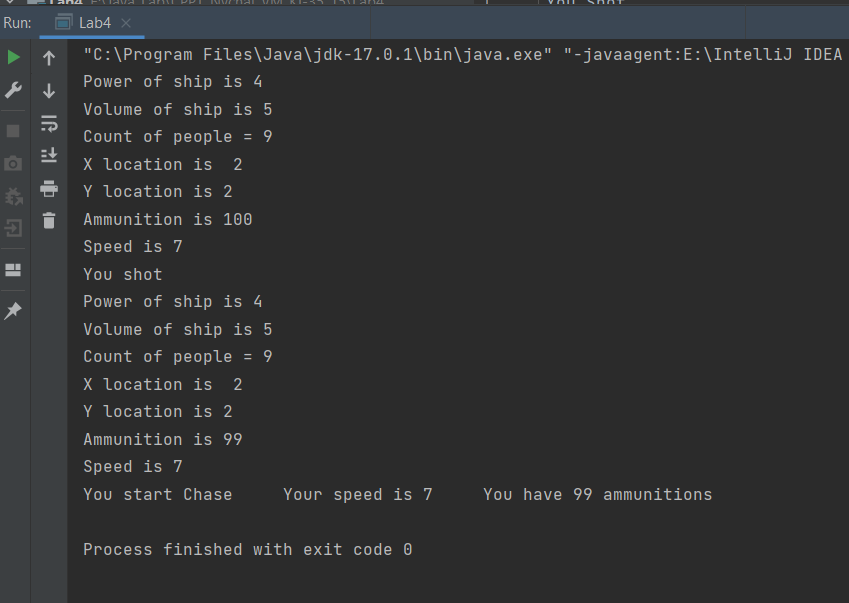 You shot
Run: Lab4
"C:\Program Files\Java\jdk-17.0.1\bin\java.exe" "-javaagent:E:\IntelliJ IDEA
Power of ship is 4
Volume of ship is 5
Count of people = 9
X location is  2
Y location is 2
Ammunition is 100
Speed is 7
You shot
Power of ship is 4
Volume of ship is 5
Count of people = 9
X location is  2
Y location is 2
Ammunition is 99
Speed is 7
You start Chase     Your speed is 7     You have 99 ammunitions
Process finished with exit code 0